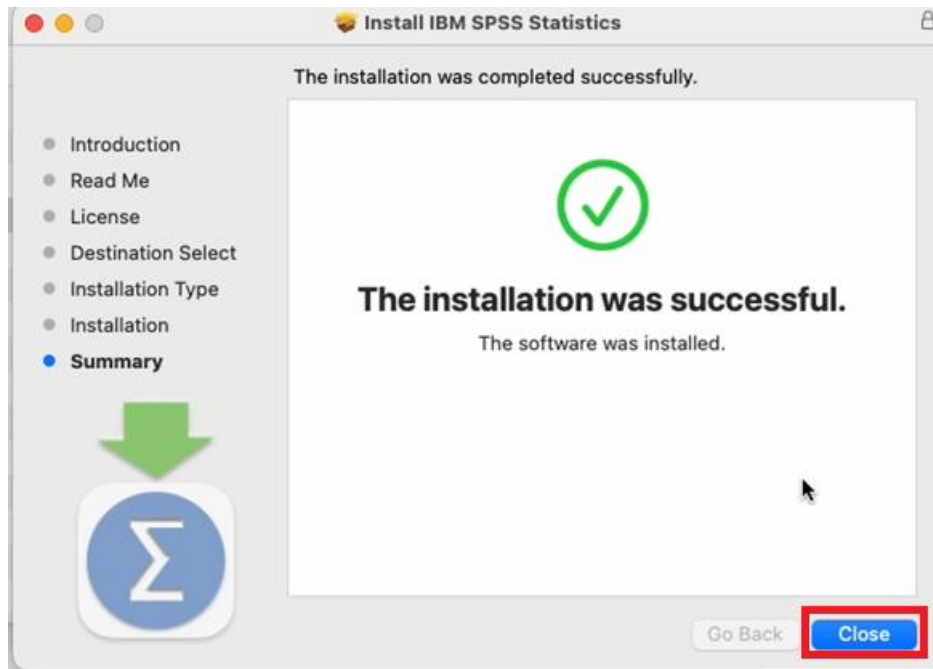 Install IBM SPSS Statistics
The installation was completed successfully.
Introduction
Read Me
License
Destination Select
Installation Type
Installation
Summary
The installation was successful.
The software was installed.
Go Back
Close